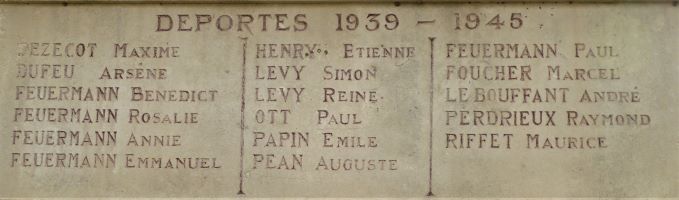 DEPORTES 1939 - 1945
DEZECOT MAXIME
DUFEU ARSÈNE
FEUERMANN BENEDICT
FEUERMANN ROSALIE
FEUERMANN ANNIE
FEUERMANN EMMANUEL
HENRY ETIENNE
LEVY SIMON
LEVY REINE
OTT PAUL
PAPIN EMILE
PEAN AUGUSTE
FEUERMANN PAUL
FOUCHER MARCEL
LE BOUFFANT ANDRÉ
PERDRIEUX RAYMOND
RIFFET MAURICE